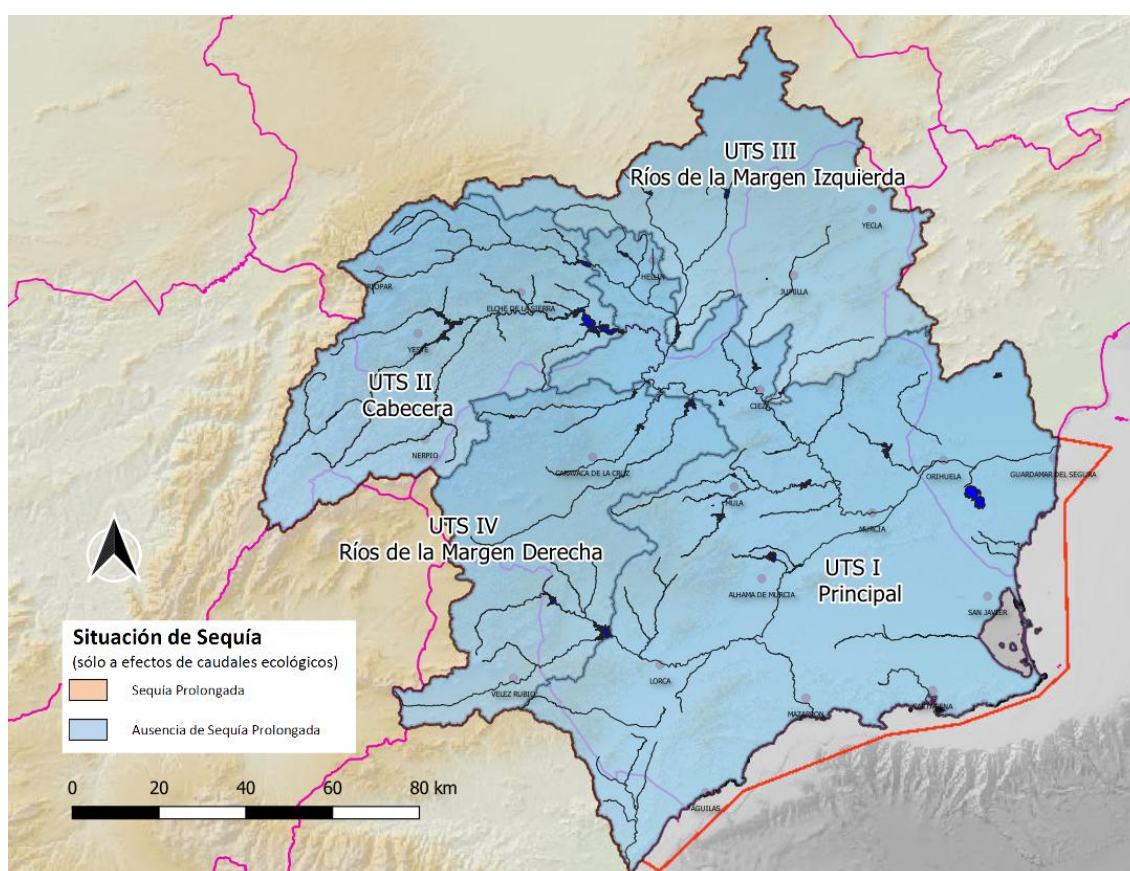 UTS III
Ríos de la Margen Izquierda
YECLA
HELLÍN
RIOPAR
JUMILLA
ELCHE DE LA SIERRA
YESTE
UTS II
Cabecera
CIEZA
NERPIO
CARAVACA DE LA CRUZ
ORIHUELA
GUARDAMAR DEL SEGURA
MULA
UTS IV
Ríos de la Margen Derecha
MURCIA
UTS I
Principal
ALHAMA DE MURCIA
SAN JAVIER
Situación de Sequía
(sólo a efectos de caudales ecológicos)
Sequía Prolongada
Ausencia de Sequía Prolongada
LORCA
VELEZ RUBIO
MAZARRON
CARTAGENA
AGUILAS
0 20 40 60 80 km